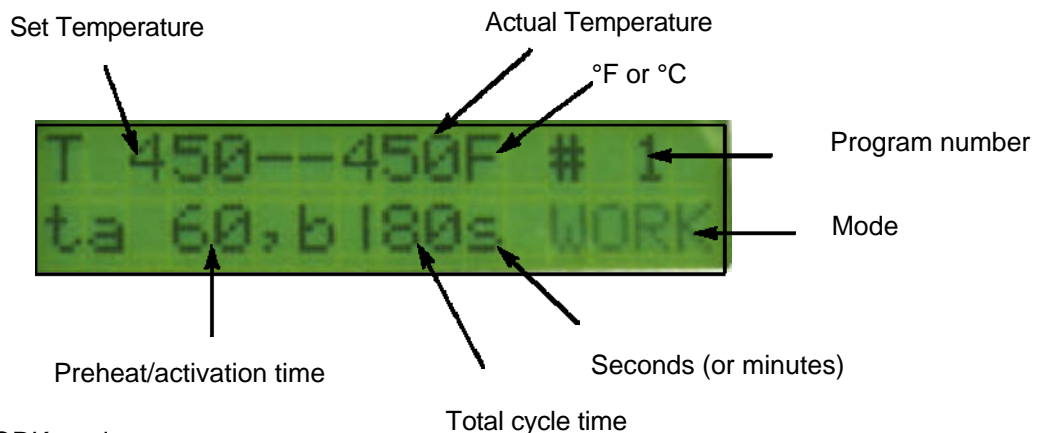 Set Temperature
Actual Temperature
°F or °C
T 450--450F # 1
Program number
ta 60,b180s WORK
Mode
Preheat/activation time
Seconds (or minutes)
Total cycle time